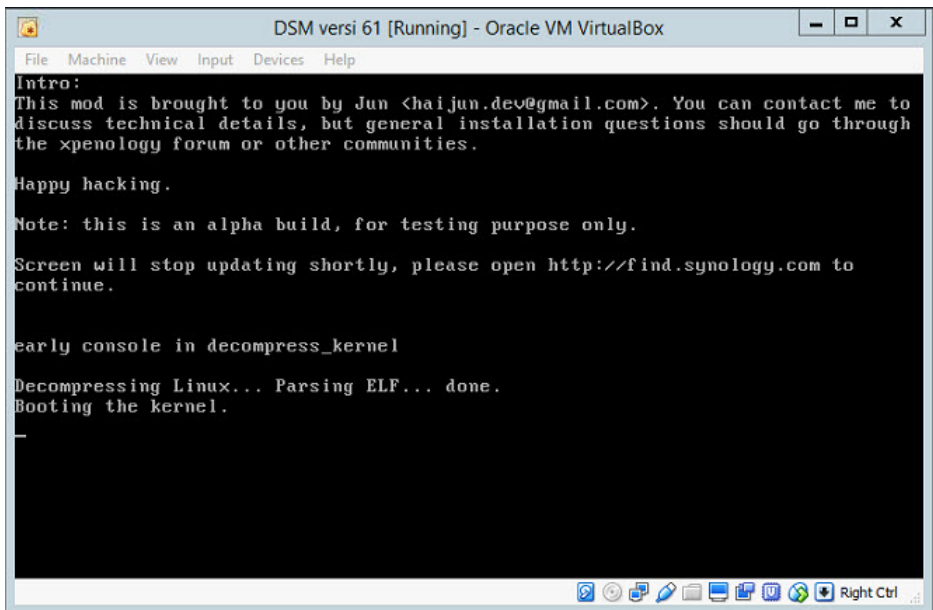 DSM versi 61 [Running] - Oracle VM VirtualBox
File Machine View Input Devices Help
Intro:
This mod is brought to you by Jun <haijun.dev@gmail.com>. You can contact me to
discuss technical details, but general installation questions should go through
the xpenology forum or other communities.
Happy hacking.
Note: this is an alpha build, for testing purpose only.
Screen will stop updating shortly, please open http://find.synology.com to
continue.
early console in decompress_kernel
Decompressing Linux... Parsing ELF... done.
Booting the kernel.
Right Ctrl